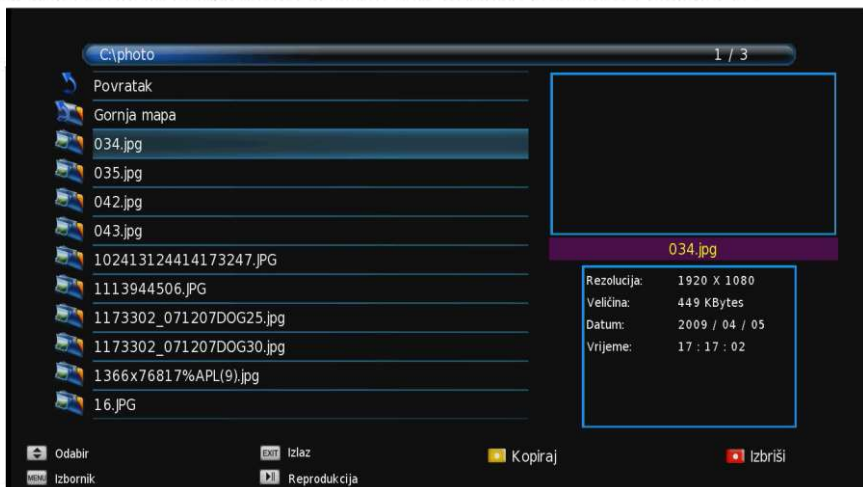 C:\photo 1 / 3
Povratak
Gornja mapa
034.jpg
035.jpg
042.jpg
043.jpg
102413124414173247.JPG
1113944506.JPG
1173302_071207DOG25.jpg
1173302_071207DOG30.jpg
1366x76817%APL(9).jpg
16.JPG
034.jpg
Rezolucija: 1920 X 1080
Veličina: 449 KBytes
Datum: 2009 / 04 / 05
Vrijeme: 17 : 17 : 02
Odabir EXIT Izlaz Kopiraj Izbriši
MENU Izbornik Reprodukcija